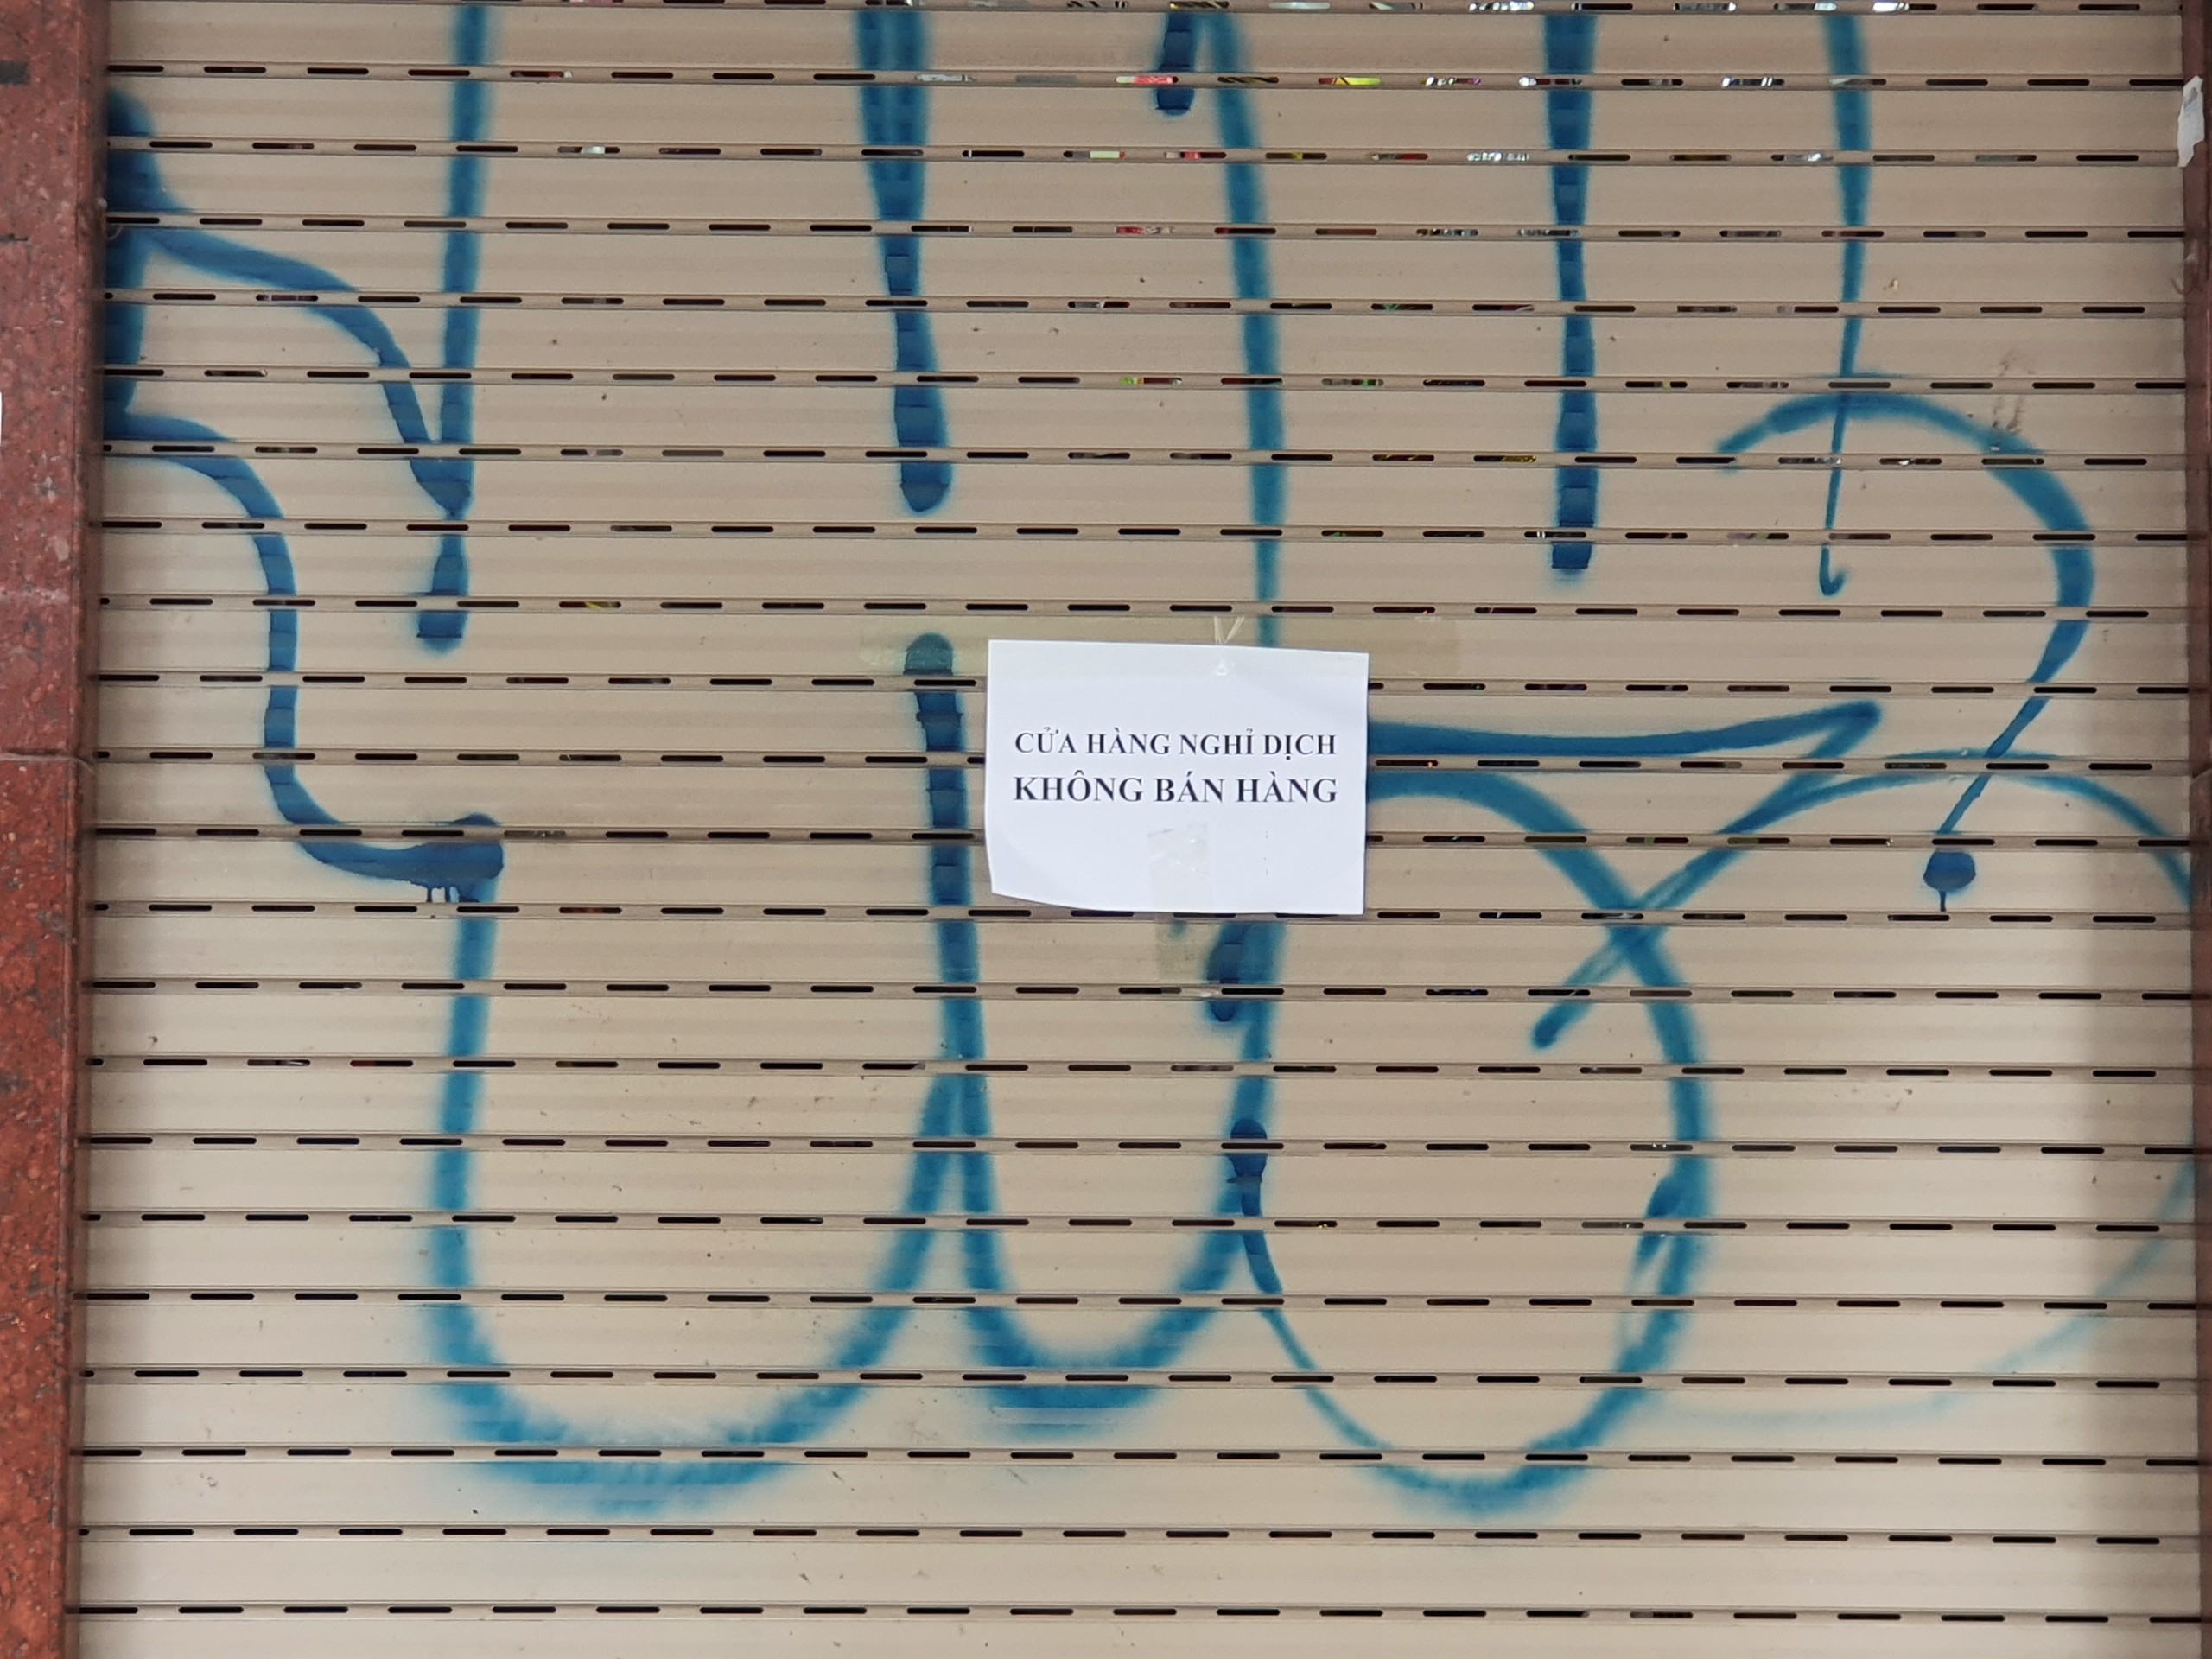 CỬA HÀNG NGHỈ DỊCH
KHÔNG BÁN HÀNG